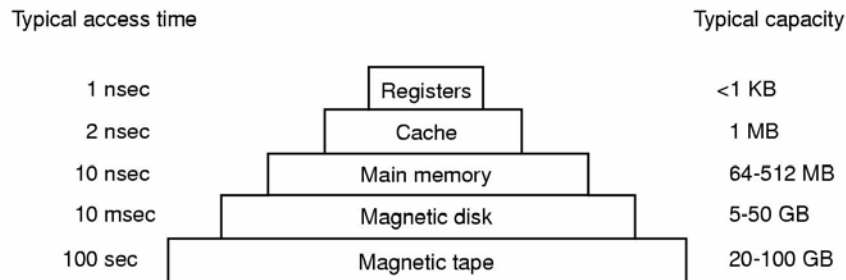 Typical access time Typical capacity
1 nsec Registers <1 KB
2 nsec Cache 1 MB
10 nsec Main memory 64-512 MB
10 msec Magnetic disk 5-50 GB
100 sec Magnetic tape 20-100 GB